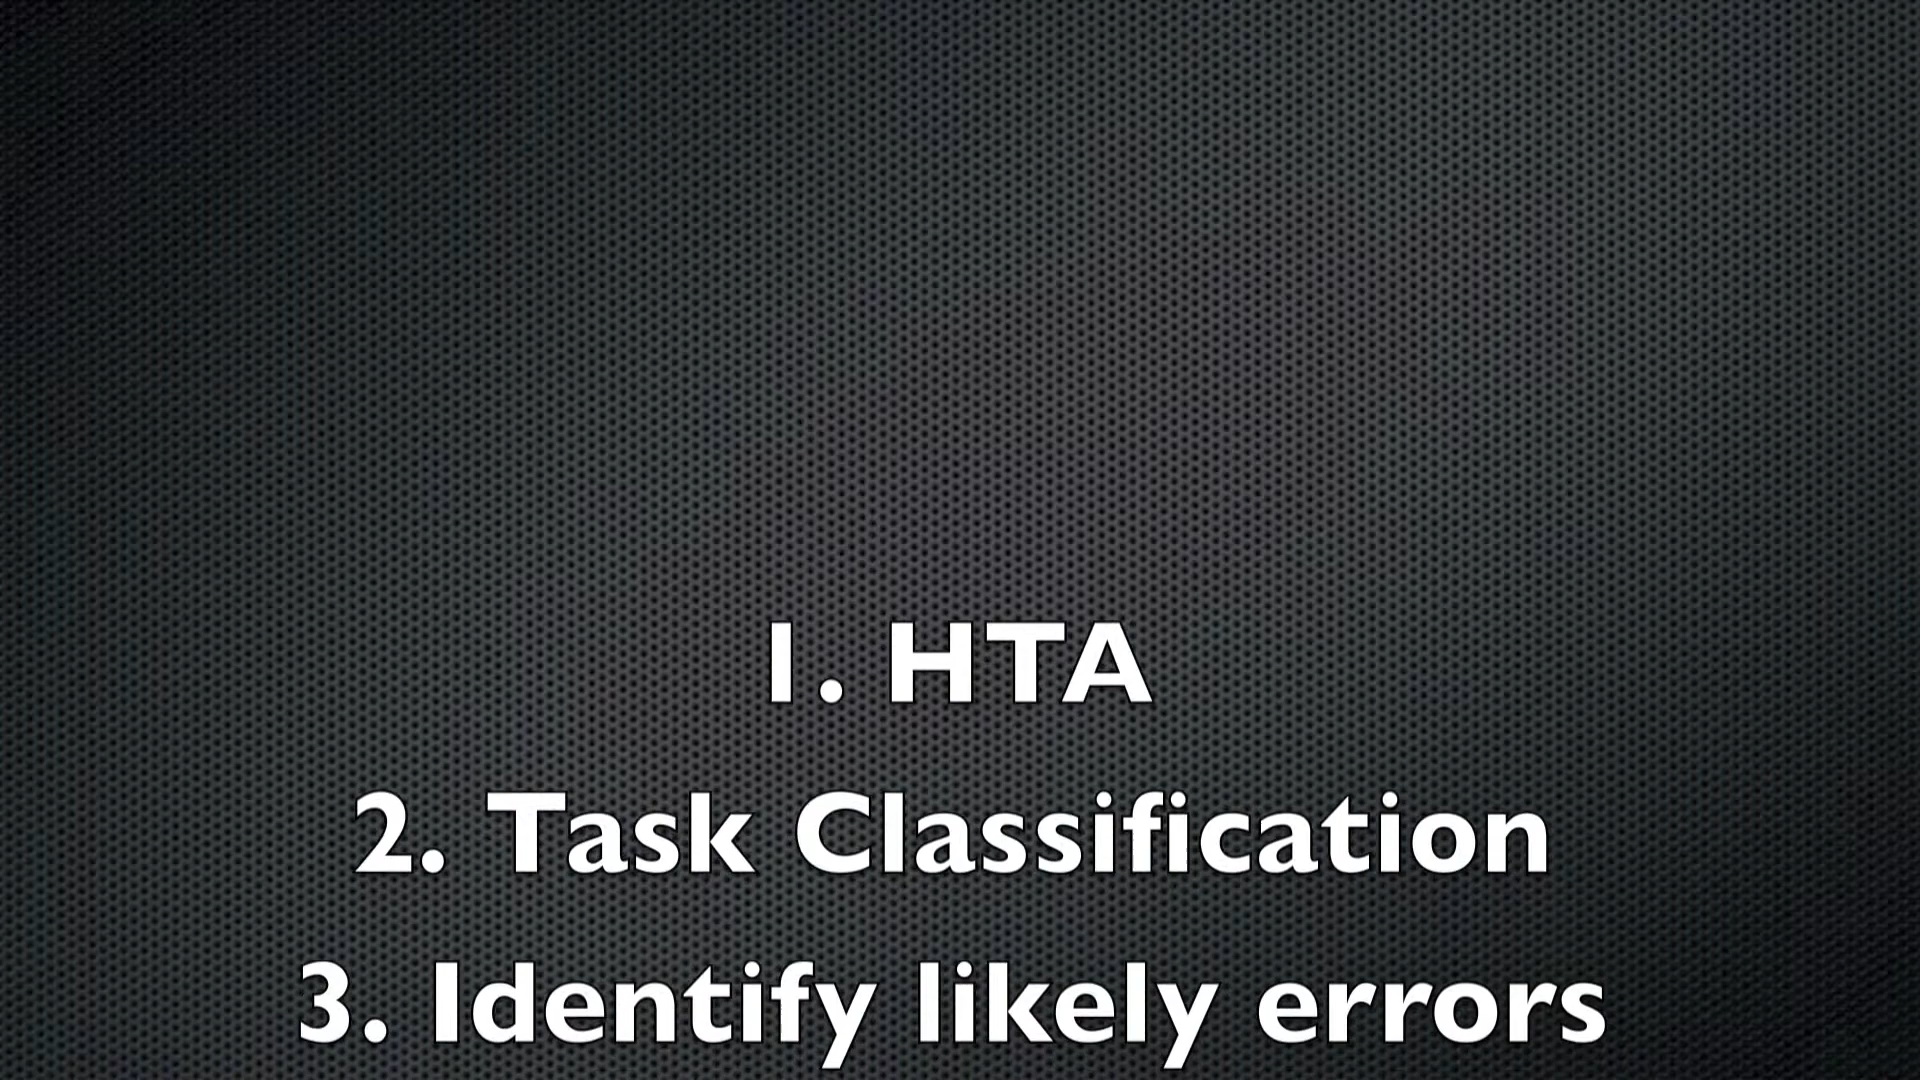 1. HTA
2. Task Classification
3. Identify likely errors